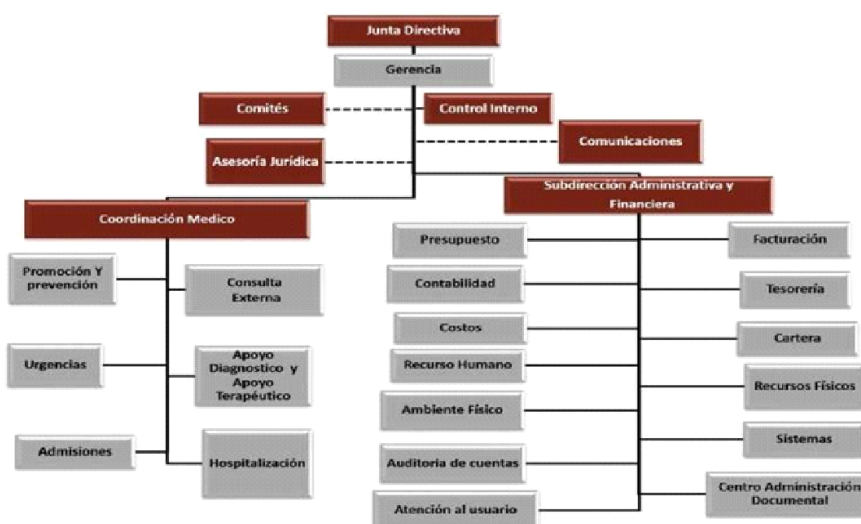 Junta Directiva
Gerencia
Comités
Control Interno
Comunicaciones
Asesoría Jurídica
Coordinación Medico
Subdirección Administrativa y
Financiera
Promoción Y
prevención
Consulta
Externa
Urgencias
Apoyo
Diagnostico y
Apoyo
Terapéutico
Admisiones
Hospitalización
Presupuesto
Facturación
Contabilidad
Tesorería
Costos
Cartera
Recurso Humano
Recursos Físicos
Ambiente Físico
Sistemas
Auditoria de cuentas
Centro Administración
Documental
Atención al usuario